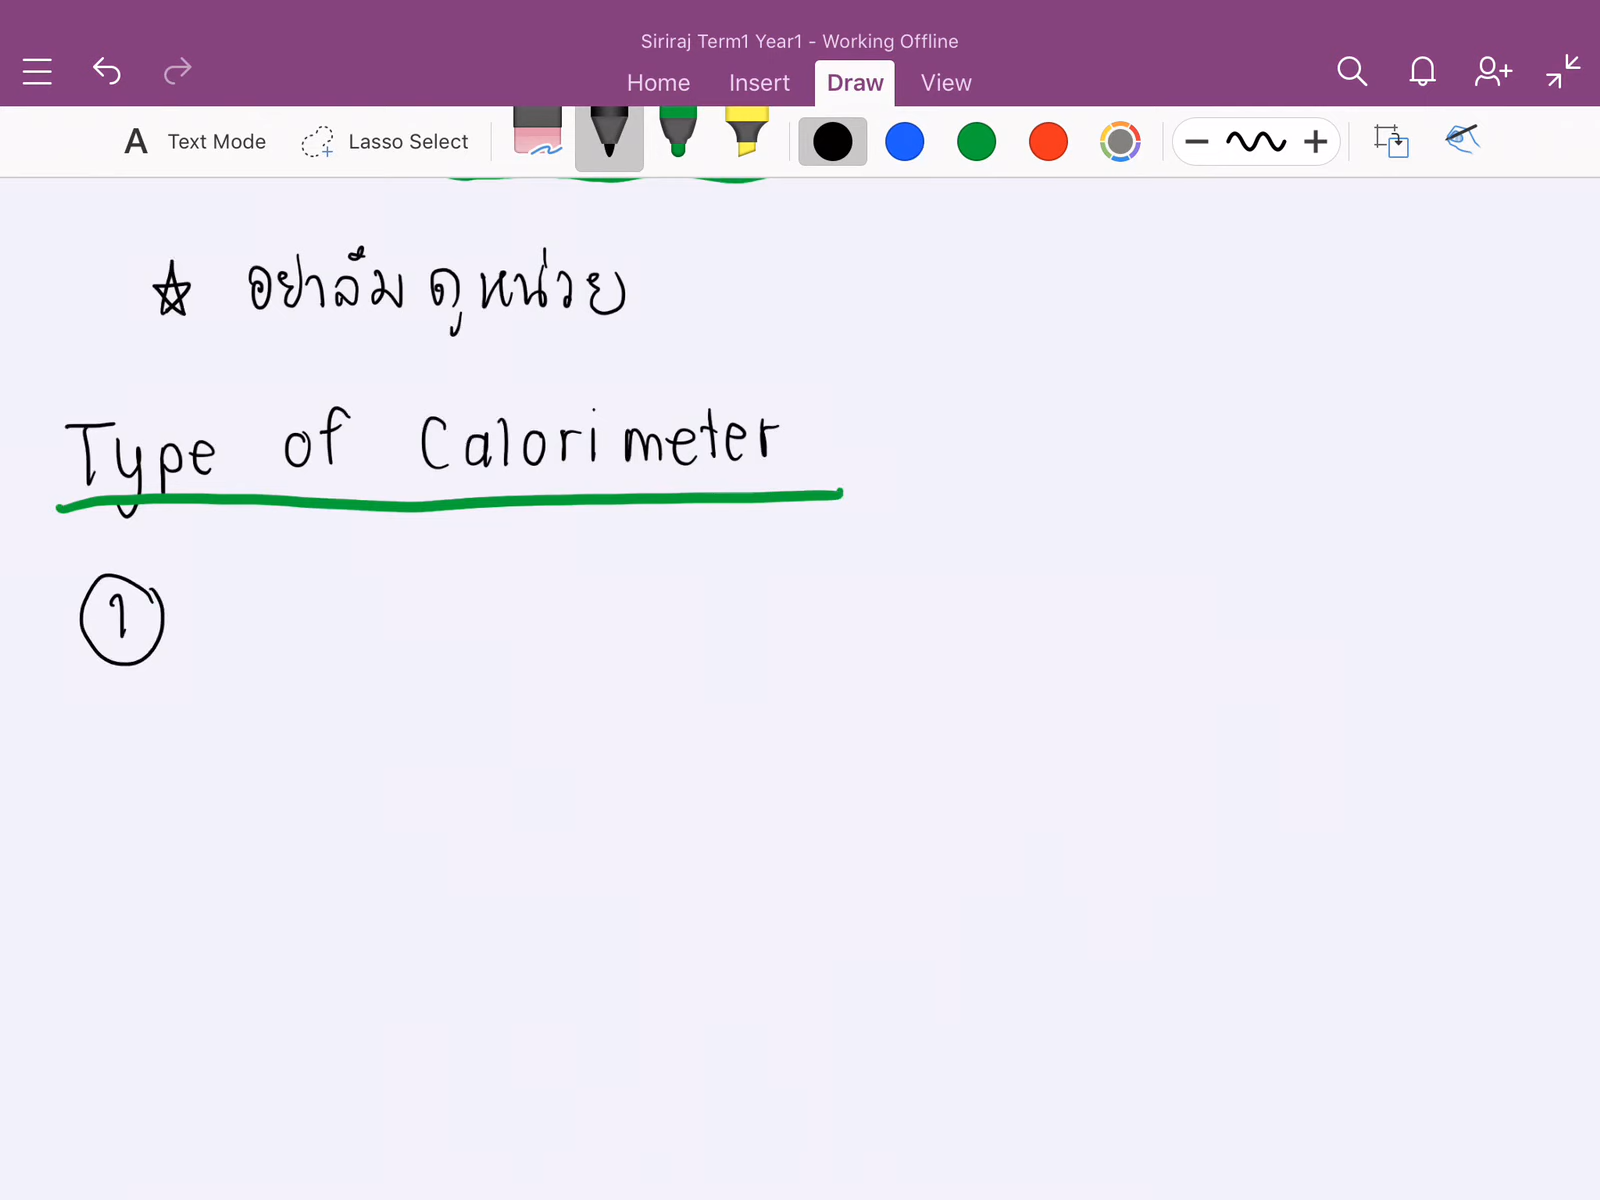 Siriraj Term1 Year1 - Working Offline
Home Insert Draw View
A Text Mode Lasso Select
☆ อย่าลืมดูหน่วย
Type of Calorimeter
①